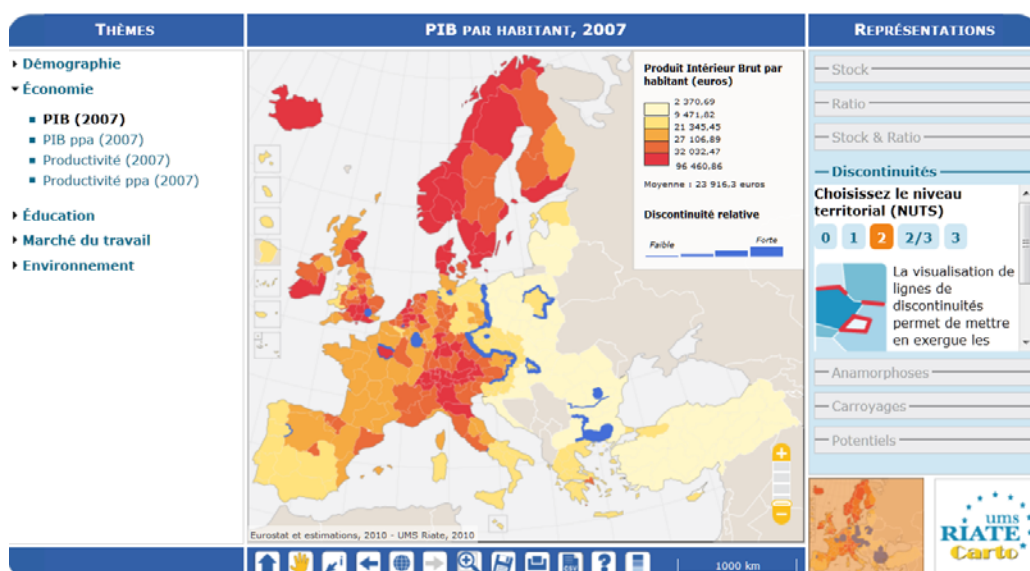 THÈMES
PIB PAR HABITANT, 2007
REPRÉSENTATIONS
Démographie
Économie
PIB (2007)
PIB ppa (2007)
Productivité (2007)
Productivité ppa (2007)
Éducation
Marché du travail
Environnement
Produit Intérieur Brut par
habitant (euros)
2 370,69
9 471,82
21 345,45
27 106,89
32 032,47
96 460,86
Moyenne : 23 916,3 euros
Discontinuité relative
Faible
Forte
Eurostat et estimations, 2010 - UMS Riate, 2010
1000 km
Stock
Ratio
Stock & Ratio
Discontinuités
Choisissez le niveau
territorial (NUTS)
0 1 2 2/3 3
La visualisation de
lignes de
discontinuités
permet de mettre
en exergue les
Anamorphoses
Carroyages
Potentiels
ums
RIATE
Carto
CSV
?